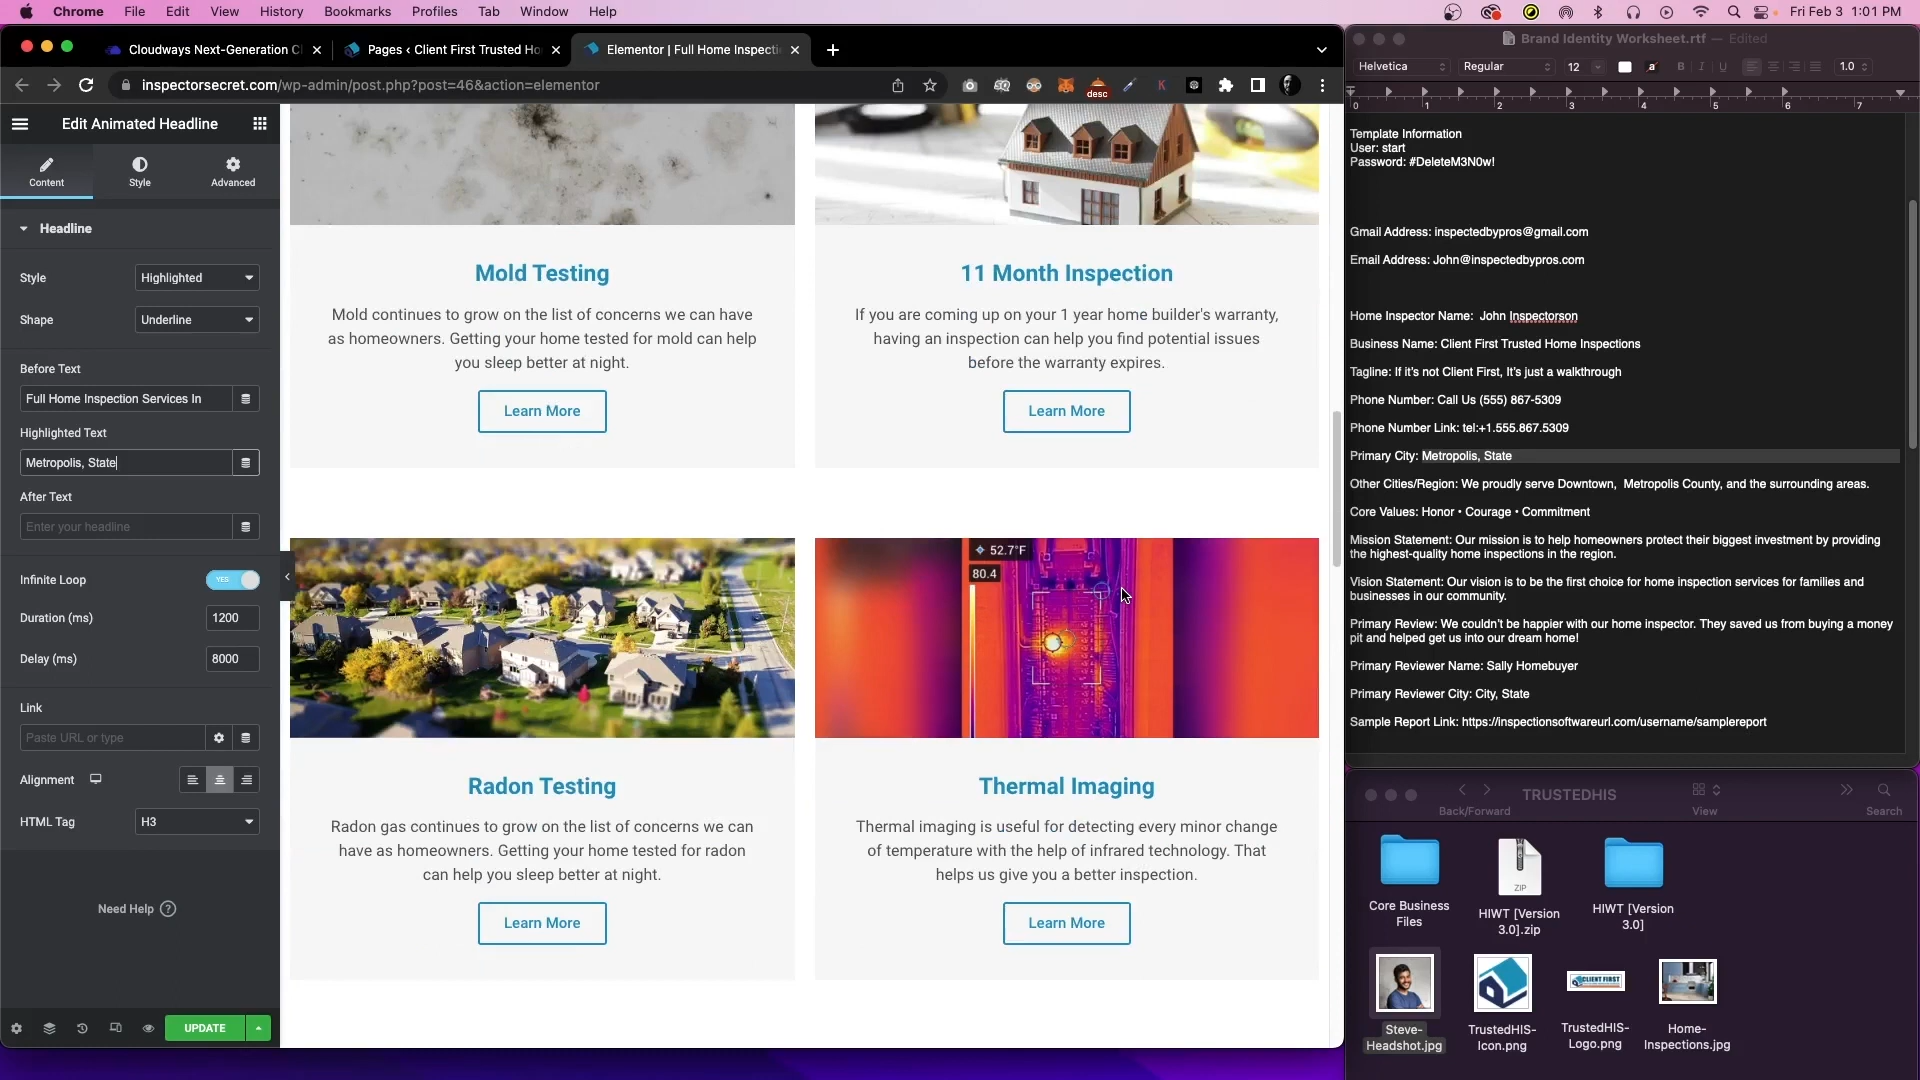 Chrome File Edit View History Bookmarks Profiles Tab Window Help
Fri Feb 3 1:01 PM
Cloudways Next-Generation C
Pages ‹ Client First Trusted Ho
Elementor | Full Home Inspecti
inspectorsecret.com/wp-admin/post.php?post=46&action=elementor
desc
Edit Animated Headline
Content
Style
Advanced
Headline
Style
Highlighted
Shape
Underline
Before Text
Full Home Inspection Services In
Highlighted Text
Metropolis, State
After Text
Enter your headline
Infinite Loop
YES
Duration (ms)
1200
Delay (ms)
8000
Link
Paste URL or type
Alignment
HTML Tag
H3
Need Help
UPDATE
Mold Testing
Mold continues to grow on the list of concerns we can have
as homeowners. Getting your home tested for mold can help
you sleep better at night.
Learn More
11 Month Inspection
If you are coming up on your 1 year home builder's warranty,
having an inspection can help you find potential issues
before the warranty expires.
Learn More
52.7°F
80.4
Radon Testing
Radon gas continues to grow on the list of concerns we can
have as homeowners. Getting your home tested for radon
can help you sleep better at night.
Learn More
Thermal Imaging
Thermal imaging is useful for detecting every minor change
of temperature with the help of infrared technology. That
helps us give you a better inspection.
Learn More
Brand Identity Worksheet.rtf — Edited
Helvetica
Regular
12
a
B I U
1.0
0 1 2 3 4 5 6 7
Template Information
User: start
Password: #DeleteM3N0w!
Gmail Address: inspectedbypros@gmail.com
Email Address: John@inspectedbypros.com
Home Inspector Name: John Inspectorson
Business Name: Client First Trusted Home Inspections
Tagline: If it's not Client First, It's just a walkthrough
Phone Number: Call Us (555) 867-5309
Phone Number Link: tel:+1.555.867.5309
Primary City: Metropolis, State
Other Cities/Region: We proudly serve Downtown, Metropolis County, and the surrounding areas.
Core Values: Honor • Courage • Commitment
Mission Statement: Our mission is to help homeowners protect their biggest investment by providing
the highest-quality home inspections in the region.
Vision Statement: Our vision is to be the first choice for home inspection services for families and
businesses in our community.
Primary Review: We couldn't be happier with our home inspector. They saved us from buying a money
pit and helped get us into our dream home!
Primary Reviewer Name: Sally Homebuyer
Primary Reviewer City: City, State
Sample Report Link: https://inspectionsoftwareurl.com/username/samplereport
TRUSTEDHIS
Back/Forward
View
Search
Core Business
Files
ZIP
HIWT [Version
3.0].zip
HIWT [Version
3.0]
Steve-
Headshot.jpg
TrustedHIS-
Icon.png
CLIENT FIRST
TrustedHIS-
Logo.png
Home-
Inspections.jpg